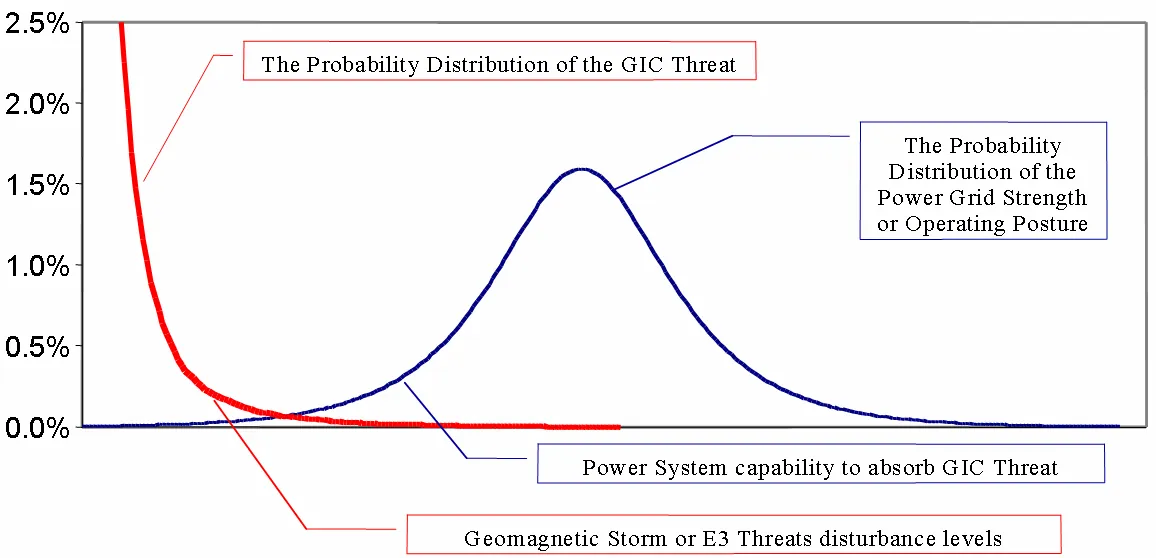 2.5%
The Probability Distribution of the GIC Threat
2.0%
The Probability
Distribution of the
Power Grid Strength
or Operating Posture
1.5%
1.0%
0.5%
0.0%
Power System capability to absorb GIC Threat
Geomagnetic Storm or E3 Threats disturbance levels